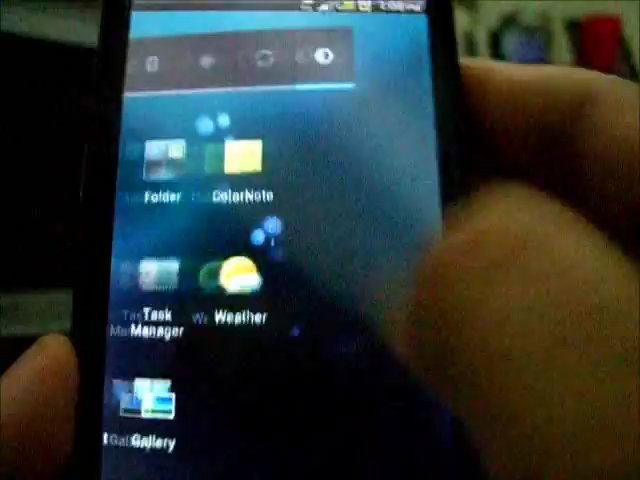 Folder
ColorNote
Task
Manager
Weather
Gallery